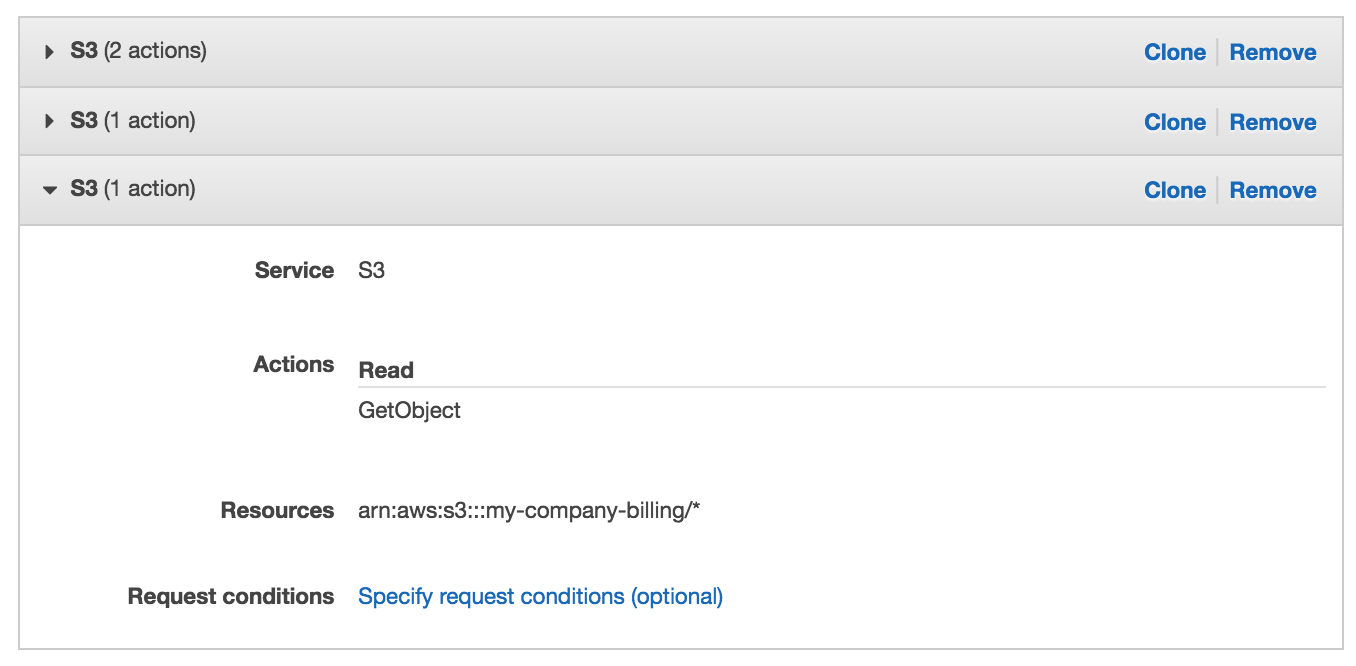 S3 (2 actions) Clone Remove
S3 (1 action) Clone Remove
S3 (1 action) Clone Remove
Service S3
Actions Read
GetObject
Resources arn:aws:s3:::my-company-billing/*
Request conditions Specify request conditions (optional)